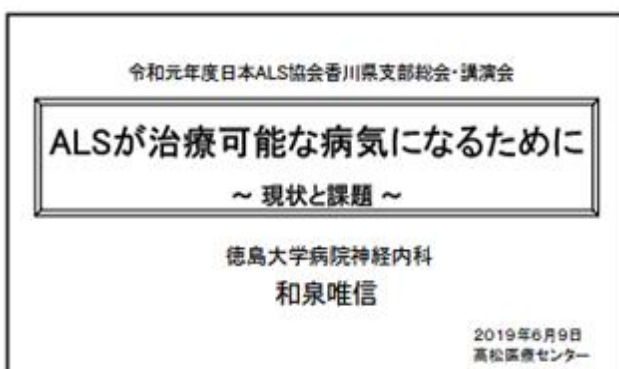 令和元年度日本ALS協会香川県支部総会・講演会
ALSが治療可能な病気になるために
～ 現状と課題 ～
徳島大学病院神経内科
和泉唯信
2019年6月9日
高松医療センター